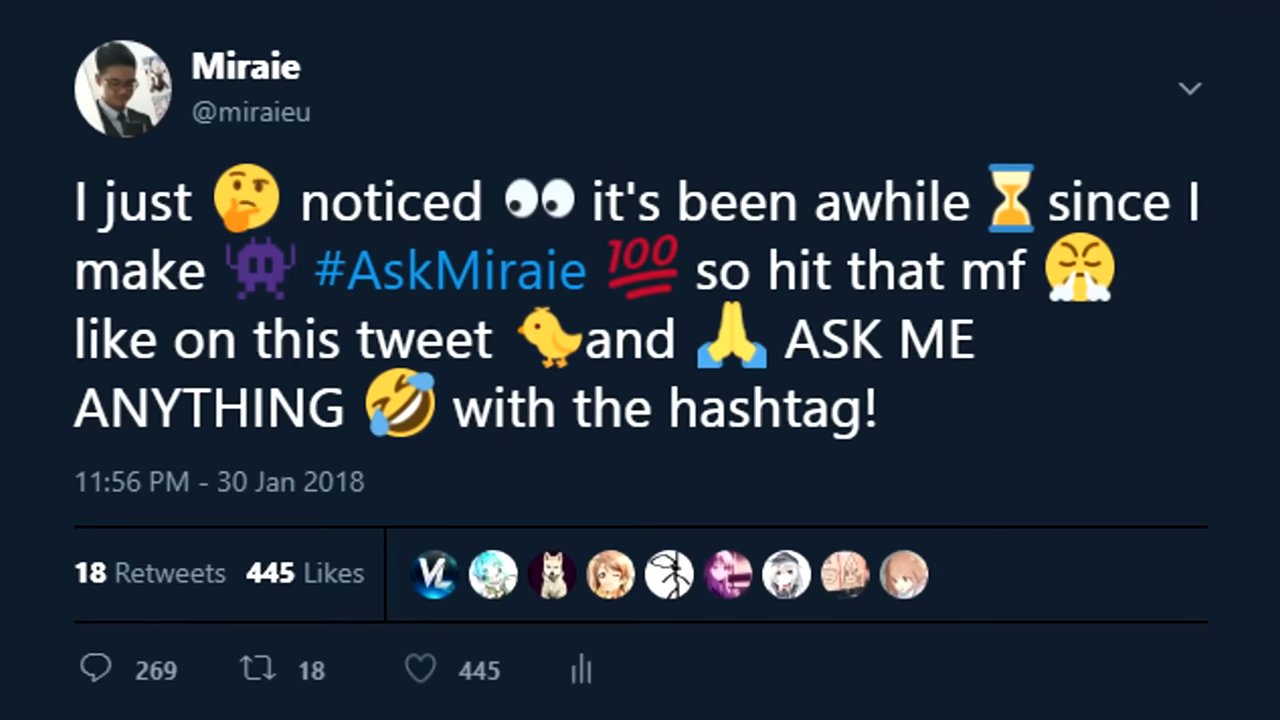 Miraie
@miraieu
I just 🤔 noticed 👀 it's been awhile ⏳ since I
make 👾 #AskMiraie 💯 so hit that mf 😤
like on this tweet 🐤 and 🙏 ASK ME
ANYTHING 🤣 with the hashtag!
11:56 PM - 30 Jan 2018
18 Retweets 445 Likes
VL
269 18 445